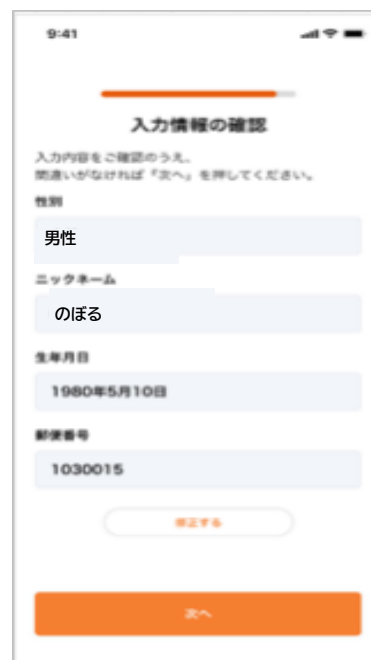 9:41
入力情報の確認
入力内容をご確認のうえ、
間違いがなければ「次へ」を押してください。
性別
男性
ニックネーム
のぼる
生年月日
1980年5月10日
郵便番号
1030015
修正する
次へ